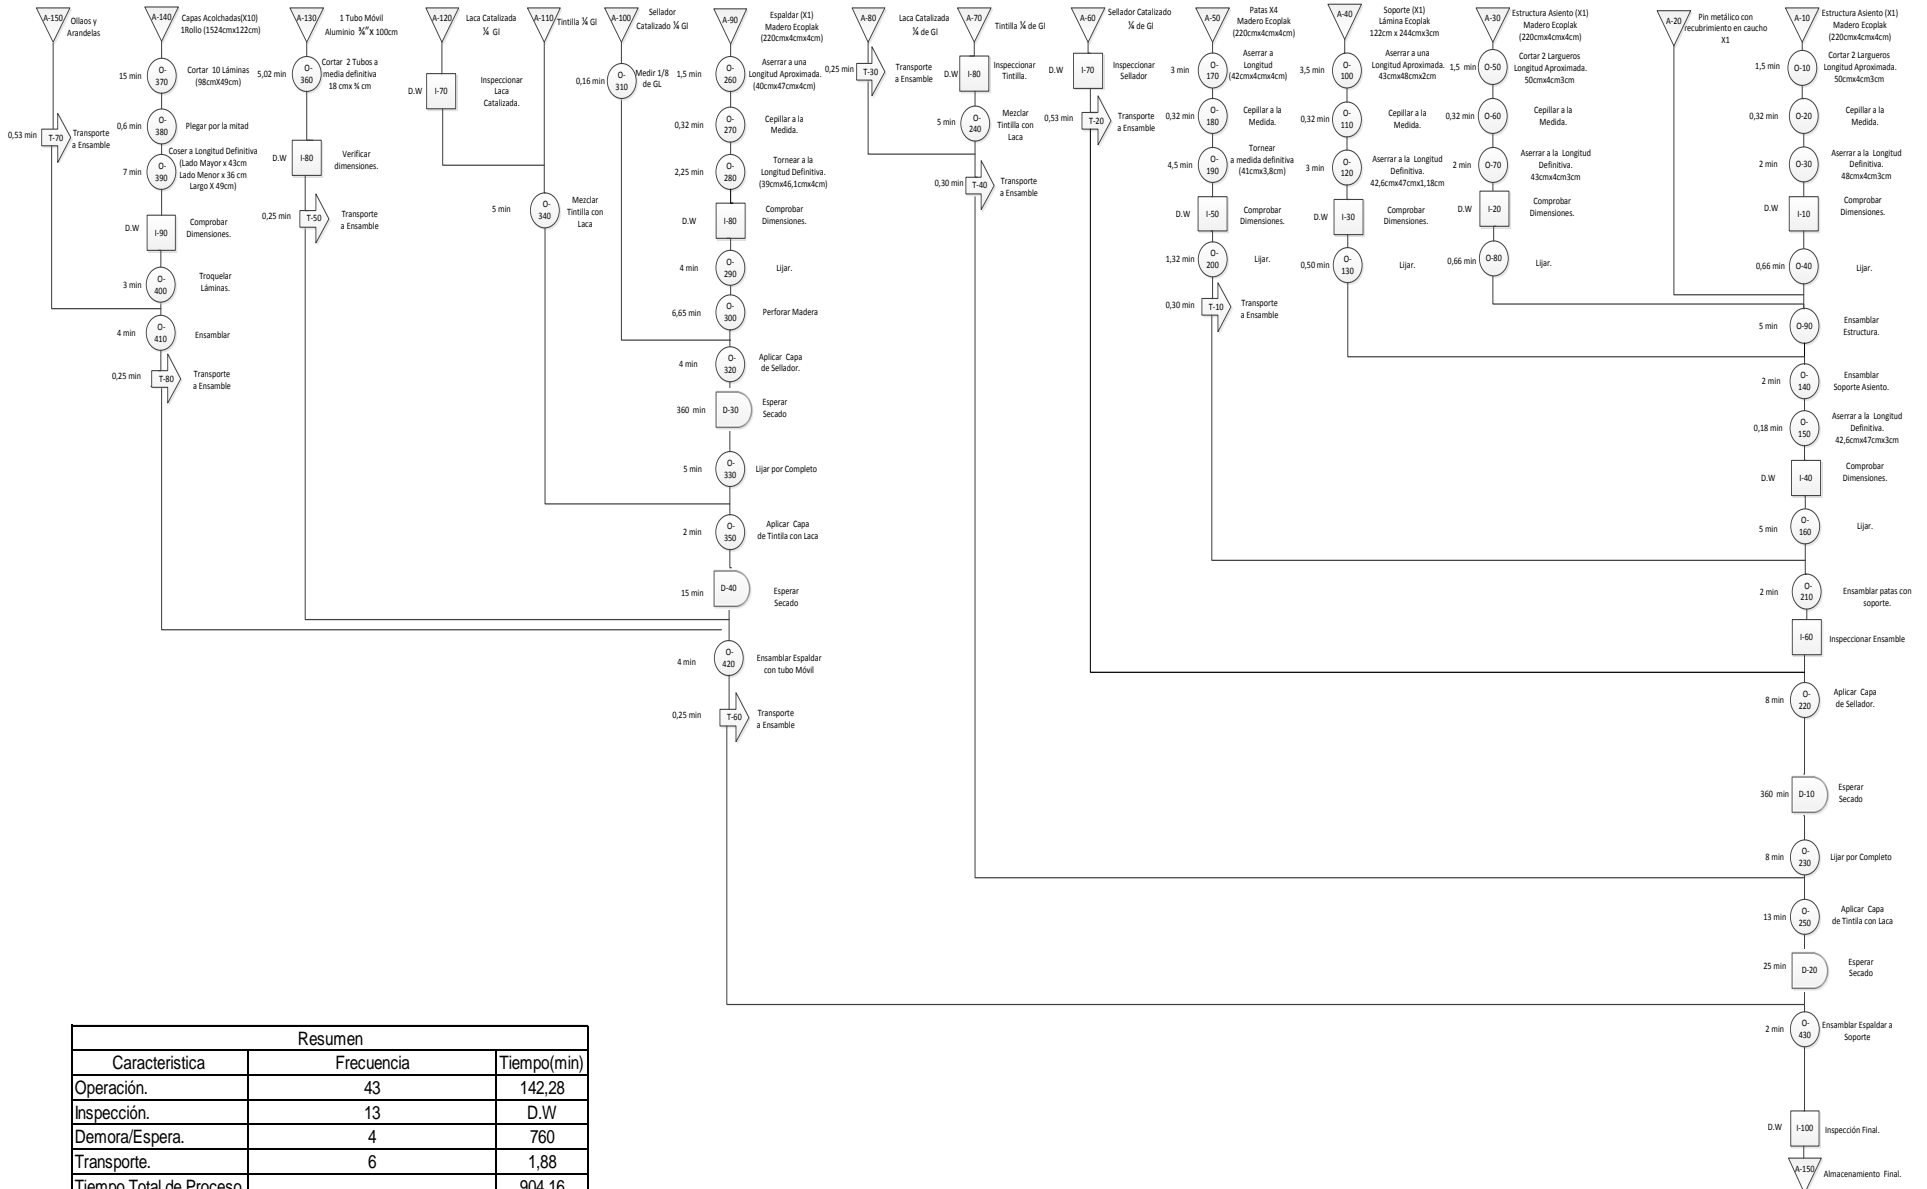 A-150
Ollaos y
Arandelas
0,53 min
T-70
Transporte
a Ensamble
A-140
Capas Acolchadas(X10)
1Rollo (1524cmx122cm)
15 min
O-
370
Cortar 10 Láminas
(98cmX49cm)
0,6 min
O-
380
Plegar por la mitad
7 min
O-
390
Coser a Longitud Definitiva
(Lado Mayor x 43cm
Lado Menor x 36 cm
Largo X 49cm)
D.W
I-90
Comprobar
Dimensiones.
3 min
O-
400
Troquelar
Láminas.
4 min
O-
410
Ensamblar
0,25 min
T-80
Transporte
a Ensamble
A-130
1 Tubo Móvil
Aluminio ¾” x 100cm
5,02 min
O-
360
Cortar 2 Tubos a
media definitiva
18 cmx ¾ cm
D.W
I-80
Verificar
dimensiones.
0,25 min
T-50
Transporte
a Ensamble
A-120
Laca Catalizada
¼ Gl
D.W
I-70
Inspeccionar
Laca
Catalizada.
A-110
Tintilla ¼ Gl
5 min
O-
340
Mezclar
Tintilla con
Laca
A-100
Sellador
Catalizado ¼ Gl
0,16 min
O-
310
Medir 1/8
de GL
A-90
Espaldar (X1)
Madero Ecoplak
(220cmx4cmx4cm)
1,5 min
O-
260
Aserrar a una
Longitud Aproximada.
(40cmx47cmx4cm)
0,32 min
O-
270
Cepillar a la
Medida.
2,25 min
O-
280
Tornear a la
Longitud Definitiva.
(39cmx46,1cmx4cm)
D.W
I-80
Comprobar
Dimensiones.
4 min
O-
290
Lijar.
6,65 min
O-
300
Perforar Madera
4 min
O-
320
Aplicar Capa
de Sellador.
360 min
D-30
Esperar
Secado
5 min
O-
330
Lijar por Completo
2 min
O-
350
Aplicar Capa
de Tintila con Laca
15 min
D-40
Esperar
Secado
4 min
O-
420
Ensamblar Espaldar
con tubo Móvil
0,25 min
T-60
Transporte
a Ensamble
A-80
Laca Catalizada
¼ de Gl
0,25 min
T-30
Transporte
a Ensamble
A-70
Tintilla ¼ de Gl
D.W
I-80
Inspeccionar
Tintilla.
5 min
O-
240
Mezclar
Tintilla con
Laca
0,30 min
T-40
Transporte
a Ensamble
A-60
Sellador Catalizado
¼ de Gl
D.W
I-70
Inspeccionar
Sellador
0,53 min
T-20
Transporte
a Ensamble
A-50
Patas X4
Madero Ecoplak
(220cmx4cmx4cm)
3 min
O-
170
Aserrar a
Longitud
(42cmx4cmx4cm)
0,32 min
O-
180
Cepillar a la
Medida.
4,5 min
O-
190
Tornear
a medida definitiva
(41cmx3,8cm)
D.W
I-50
Comprobar
Dimensiones.
1,32 min
O-
200
Lijar.
0,30 min
T-10
Transporte
a Ensamble
A-40
Soporte (X1)
Lámina Ecoplak
122cm x 244cmx3cm
3,5 min
O-
100
Aserrar a una
Longitud Aproximada.
43cmx48cmx2cm
0,32 min
O-
110
Cepillar a la
Medida.
3 min
O-
120
Aserrar a la Longitud
Definitiva.
42,6cmx47cmx1,18cm
D.W
I-30
Comprobar
Dimensiones.
0,50 min
O-
130
Lijar.
A-30
Estructura Asiento (X1)
Madero Ecoplak
(220cmx4cmx4cm)
1,5 min
O-50
Cortar 2 Largueros
Longitud Aproximada.
50cmx4cm3cm
0,32 min
O-60
Cepillar a la
Medida.
2 min
O-70
Aserrar a la Longitud
Definitiva.
43cmx4cm3cm
D.W
I-20
Comprobar
Dimensiones.
0,66 min
O-80
Lijar.
A-20
Pin metálico con
recubrimiento en caucho
X1
A-10
Estructura Asiento (X1)
Madero Ecoplak
(220cmx4cmx4cm)
1,5 min
O-10
Cortar 2 Largueros
Longitud Aproximada.
50cmx4cm3cm
0,32 min
O-20
Cepillar a la
Medida.
2 min
O-30
Aserrar a la Longitud
Definitiva.
48cmx4cm3cm
D.W
I-10
Comprobar
Dimensiones.
0,66 min
O-40
Lijar.
5 min
O-90
Ensamblar
Estructura.
2 min
O-
140
Ensamblar
Soporte Asiento.
0,18 min
O-
150
Aserrar a la Longitud
Definitiva.
42,6cmx47cmx3cm
D.W
I-40
Comprobar
Dimensiones.
5 min
O-
160
Lijar.
2 min
O-
210
Ensamblar patas con
soporte.
I-60
Inspeccionar Ensamble
8 min
O-
220
Aplicar Capa
de Sellador.
360 min
D-10
Esperar
Secado
8 min
O-
230
Lijar por Completo
13 min
O-
250
Aplicar Capa
de Tintila con Laca
25 min
D-20
Esperar
Secado
2 min
O-
430
Ensamblar Espaldar a
Soporte
D.W
I-100
Inspección Final.
A-150
Almacenamiento Final.
Resumen
Caracteristica Frecuencia Tiempo(min)
Operación. 43 142,28
Inspección. 13 D.W
Demora/Espera. 4 760
Transporte. 6 1,88
Tiempo Total de Proceso 904,16